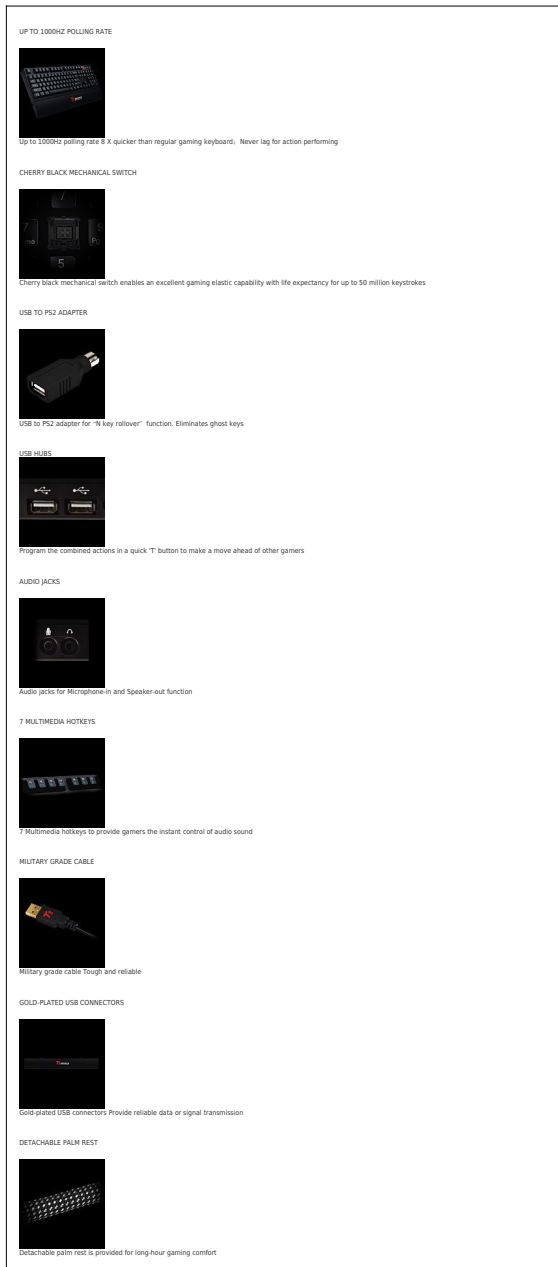 UP TO 1000HZ POLLING RATE
Up to 1000Hz polling rate 8 X quicker than regular gaming keyboard；Never lag for action performing
CHERRY BLACK MECHANICAL SWITCH
7
7
5
Cherry black mechanical switch enables an excellent gaming elastic capability with life expectancy for up to 50 million keystrokes
USB TO PS2 ADAPTER
USB to PS2 adapter for “N key rollover” function. Eliminates ghost keys
USB HUBS
Program the combined actions in a quick 'T' button to make a move ahead of other gamers
AUDIO JACKS
Audio jacks for Microphone-in and Speaker-out function
7 MULTIMEDIA HOTKEYS
7 Multimedia hotkeys to provide gamers the instant control of audio sound
MILITARY GRADE CABLE
Military grade cable Tough and reliable
GOLD-PLATED USB CONNECTORS
Gold-plated USB connectors Provide reliable data or signal transmission
DETACHABLE PALM REST
Detachable palm rest is provided for long-hour gaming comfort